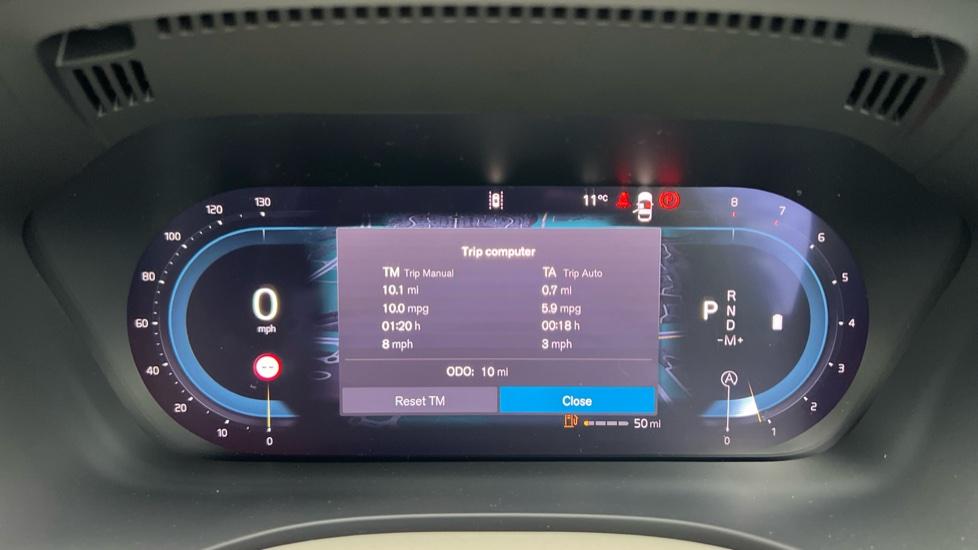 11°C
P
130
120
100
80
60
40
20
10
0
0
mph
--
Trip computer
TM Trip Manual
TA Trip Auto
10.1 mi
0.7 mi
10.0 mpg
5.9 mpg
01:20 h
00:18 h
8 mph
3 mph
ODO: 10 mi
Reset TM
Close
50 mi
P
R
N
D
-M+
A
8
7
6
5
4
3
2
1
0